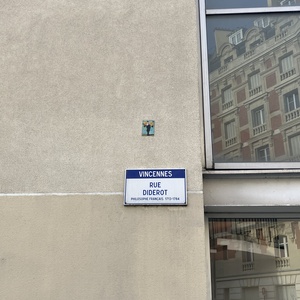 VINCENNES
RUE
DIDEROT
PHILOSOPHE FRANÇAIS 1713-1784